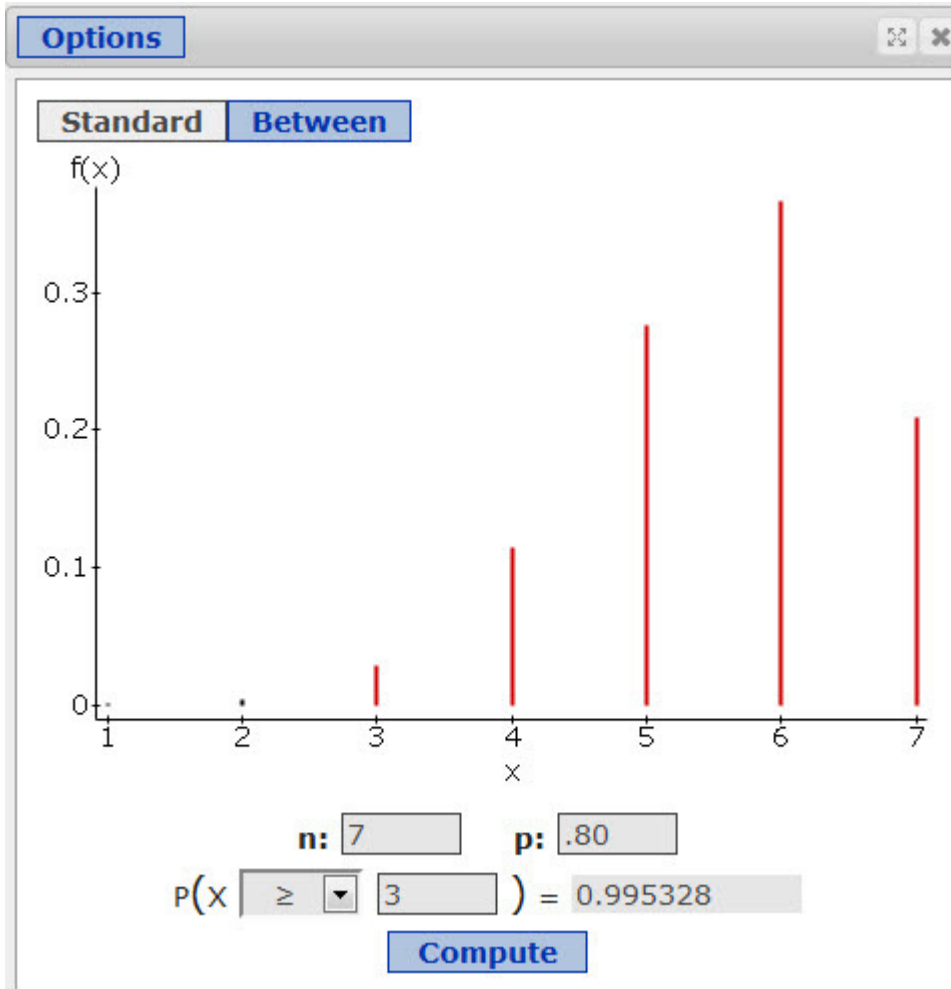 Options
Standard Between
f(x)
0.3
0.2
0.1
0
1 2 3 4 5 6 7
x
n: 7 p: .80
P(X ≥ 3 ) = 0.995328
Compute